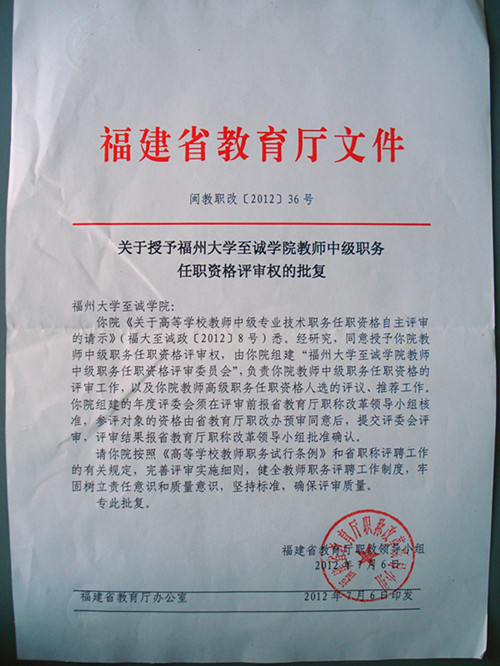 福建省教育厅文件
闽教职改〔2012〕36号
关于授予福州大学至诚学院教师中级职务
任职资格评审权的批复
福州大学至诚学院:
你院《关于高等学校教师中级专业技术职务任职资格自主评审
的请示》(福大至诚政〔2012〕8号)悉。经研究,同意授予你院教
师中级职务任职资格评审权,由你院组建“福州大学至诚学院教师
中级职务任职资格评审委员会”,负责你院教师中级职务任职资格的
评审工作,以及你院教师高级职务任职资格人选的评议、推荐工作。
你院组建的年度评委会须在评审前报省教育厅职称改革领导小组核
准,参评对象的资格由省教育厅职改办预审同意后,提交评委会评
审,评审结果报省教育厅职称改革领导小组批准确认。
请你院按照《高等学校教师职务试行条例》和省职称评聘工作
的有关规定,完善评审实施细则,健全教师职务评聘工作制度,牢
固树立责任意识和质量意识,坚持标准,确保评审质量。
专此批复。
福建省教育厅职改领导小组
2012年7月6日
福建省教育厅办公室
2012年7月6日印发